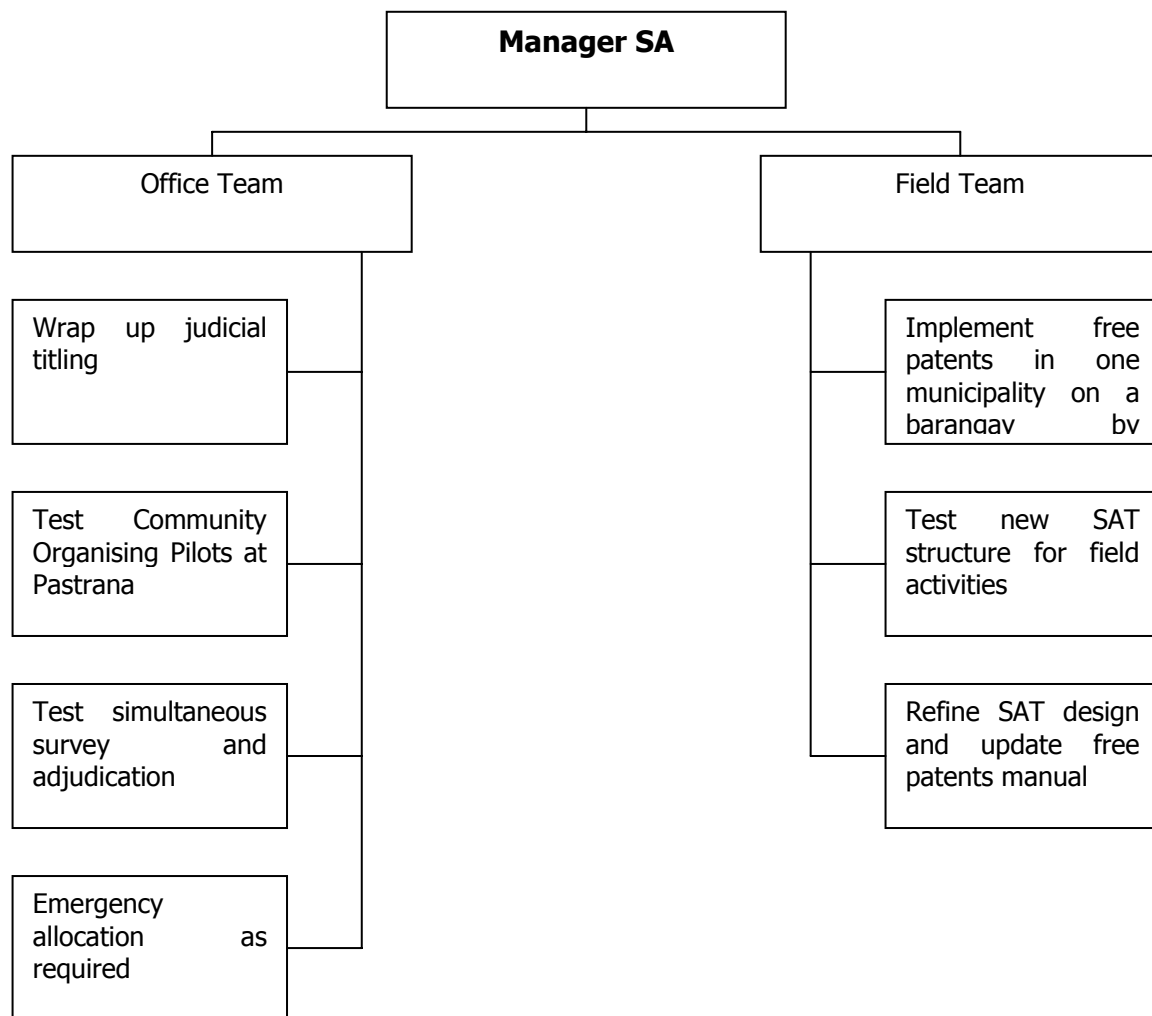 Manager SA
Office Team
Field Team
Wrap up judicial
titling
Test Community
Organising Pilots at
Pastrana
Test simultaneous
survey and
adjudication
Emergency
allocation as
required
Implement free
patents in one
municipality on a
barangay by
Test new SAT
structure for field
activities
Refine SAT design
and update free
patents manual